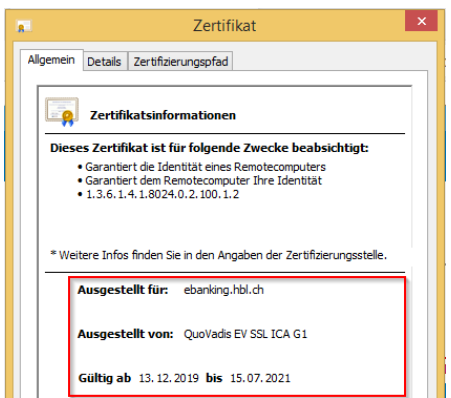 Zertifikat
Allgemein Details Zertifizierungspfad
Zertifikatsinformationen
Dieses Zertifikat ist für folgende Zwecke beabsichtigt:
• Garantiert die Identität eines Remotecomputers
• Garantiert dem Remotecomputer Ihre Identität
• 1.3.6.1.4.1.8024.0.2.100.1.2
* Weitere Infos finden Sie in den Angaben der Zertifizierungsstelle.
Ausgestellt für: ebanking.hbl.ch
Ausgestellt von: QuoVadis EV SSL ICA G1
Gültig ab 13.12.2019 bis 15.07.2021